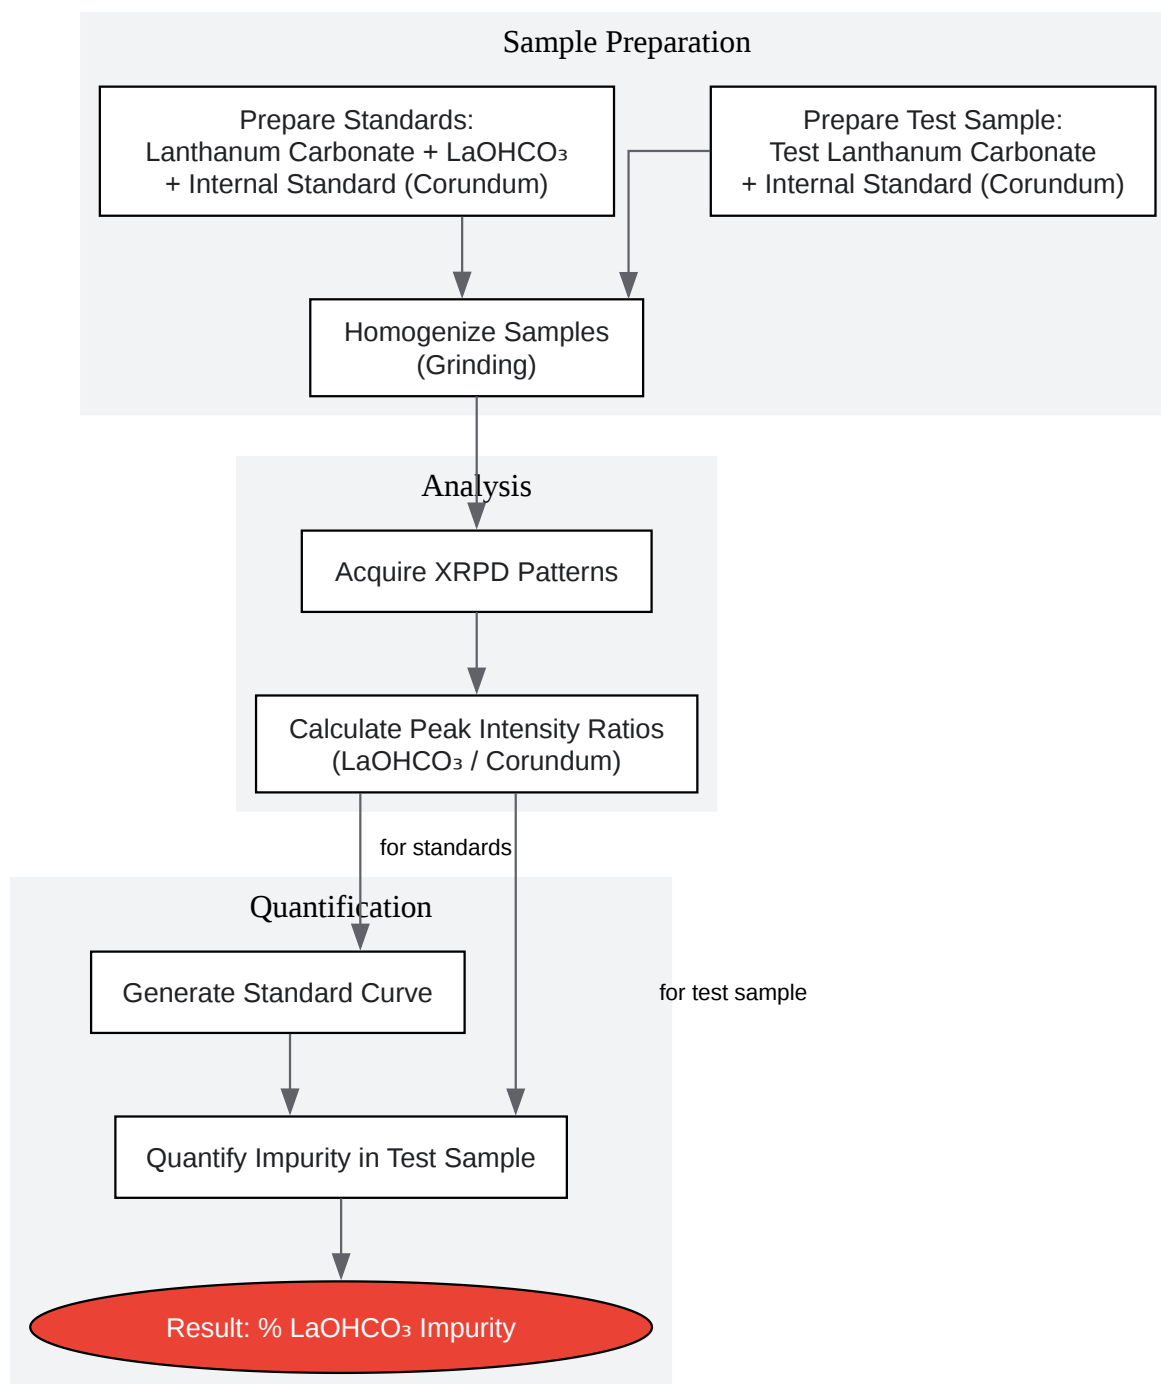 Sample Preparation
Prepare Standards:
Lanthanum Carbonate + LaOHCO₃
+ Internal Standard (Corundum)
Prepare Test Sample:
Test Lanthanum Carbonate
+ Internal Standard (Corundum)
Homogenize Samples
(Grinding)
Analysis
Acquire XRPD Patterns
Calculate Peak Intensity Ratios
(LaOHCO₃ / Corundum)
for standards
Quantification
Generate Standard Curve
for test sample
Quantify Impurity in Test Sample
Result: % LaOHCO₃ Impurity